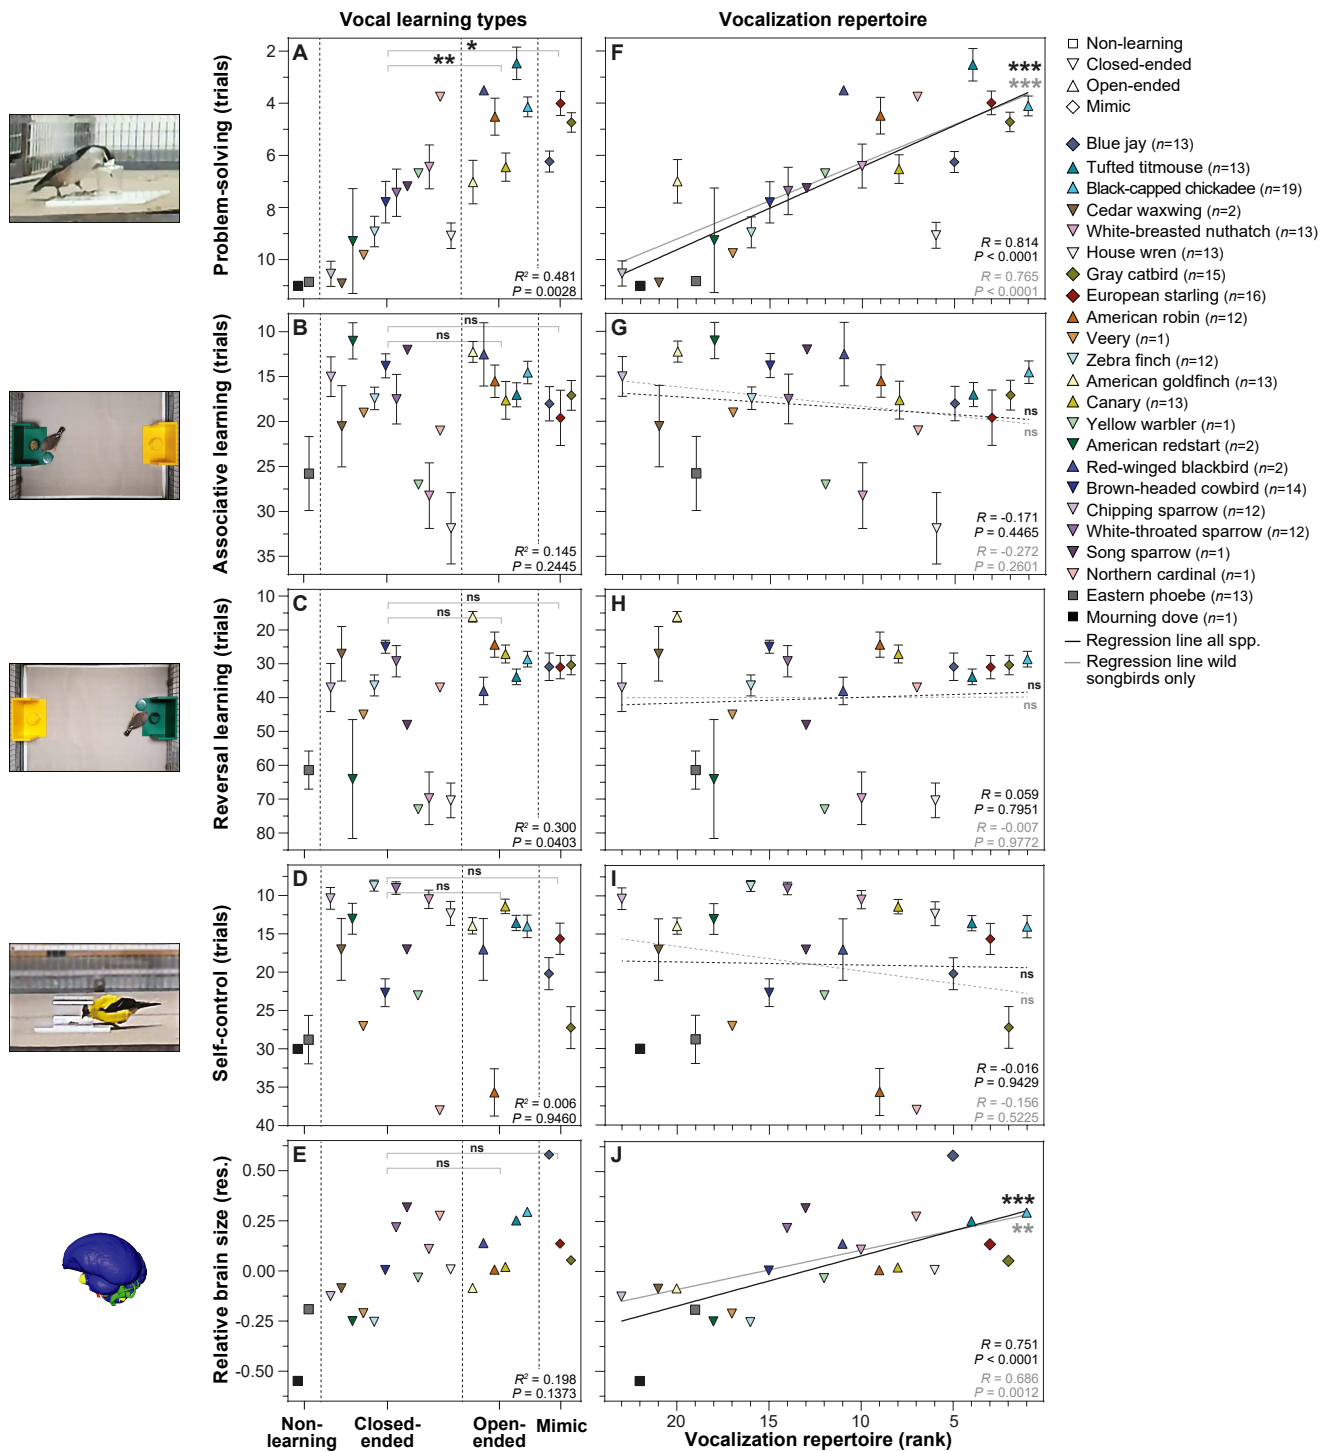 Vocal learning types
Vocalization repertoire
A
Problem-solving (trials)
2
4
6
8
10
*
**
R² = 0.481
P = 0.0028
F
***
***
R = 0.814
P < 0.0001
R = 0.765
P < 0.0001
B
Associative learning (trials)
10
15
20
25
30
35
ns
ns
R² = 0.145
P = 0.2445
G
ns
ns
R = -0.171
P = 0.4465
R = -0.272
P = 0.2601
C
Reversal learning (trials)
10
20
30
40
50
60
70
80
ns
ns
R² = 0.300
P = 0.0403
H
ns
ns
R = 0.059
P = 0.7951
R = -0.007
P = 0.9772
D
Self-control (trials)
10
15
20
25
30
35
40
ns
ns
R² = 0.006
P = 0.9460
I
ns
ns
R = -0.016
P = 0.9429
R = -0.156
P = 0.5225
E
Relative brain size (res.)
0.50
0.25
0.00
-0.25
-0.50
ns
ns
R² = 0.198
P = 0.1373
J
***
**
R = 0.751
P < 0.0001
R = 0.686
P = 0.0012
Non-
learning
Closed-
ended
Open-
ended
Mimic
20
15
10
5
Vocalization repertoire (rank)
Non-learning
Closed-ended
Open-ended
Mimic
Blue jay (n=13)
Tufted titmouse (n=13)
Black-capped chickadee (n=19)
Cedar waxwing (n=2)
White-breasted nuthatch (n=13)
House wren (n=13)
Gray catbird (n=15)
European starling (n=16)
American robin (n=12)
Veery (n=1)
Zebra finch (n=12)
American goldfinch (n=13)
Canary (n=13)
Yellow warbler (n=1)
American redstart (n=2)
Red-winged blackbird (n=2)
Brown-headed cowbird (n=14)
Chipping sparrow (n=12)
White-throated sparrow (n=12)
Song sparrow (n=1)
Northern cardinal (n=1)
Eastern phoebe (n=13)
Mourning dove (n=1)
Regression line all spp.
Regression line wild
songbirds only